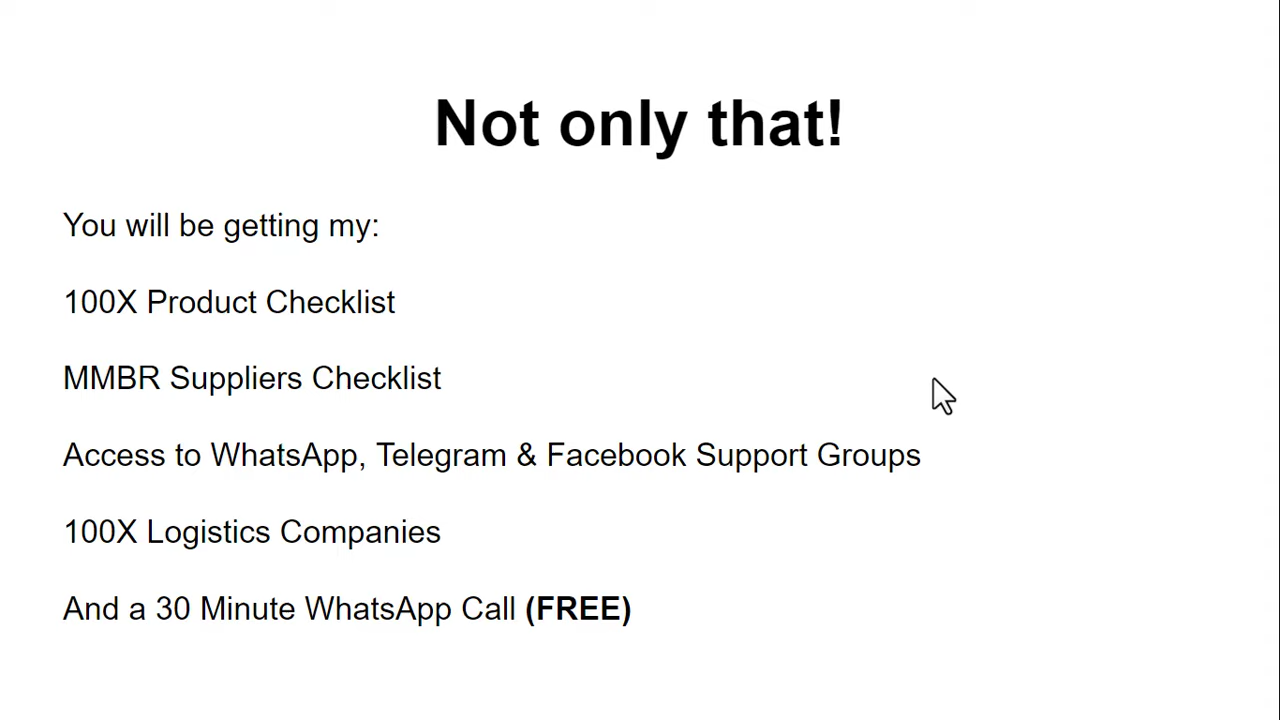 Not only that!
You will be getting my:
100X Product Checklist
MMBR Suppliers Checklist
Access to WhatsApp, Telegram & Facebook Support Groups
100X Logistics Companies
And a 30 Minute WhatsApp Call (FREE)